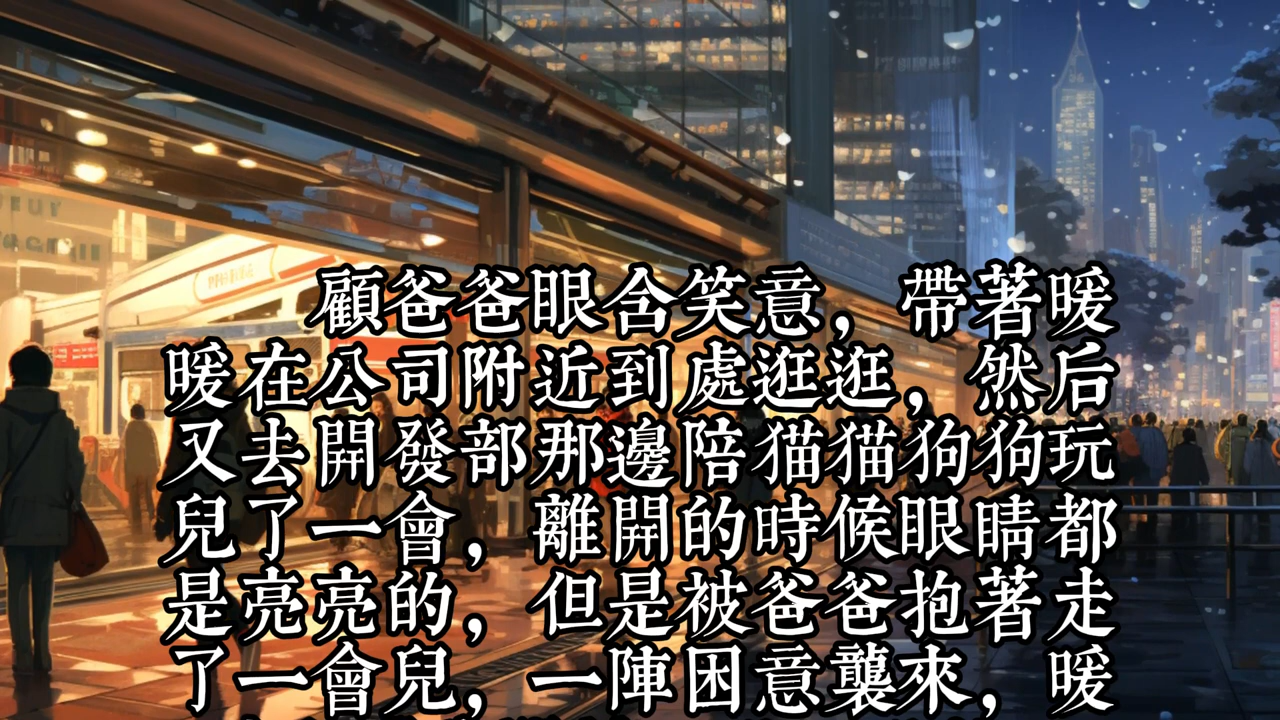 顧爸爸眼含笑意，帶著暖
暖在公司附近到處逛逛，然后
又去開發部那邊陪猫猫狗狗玩
兒了一會，離開的時候眼睛都
是亮亮的，但是被爸爸抱著走
了一會兒，一陣困意襲來，暖